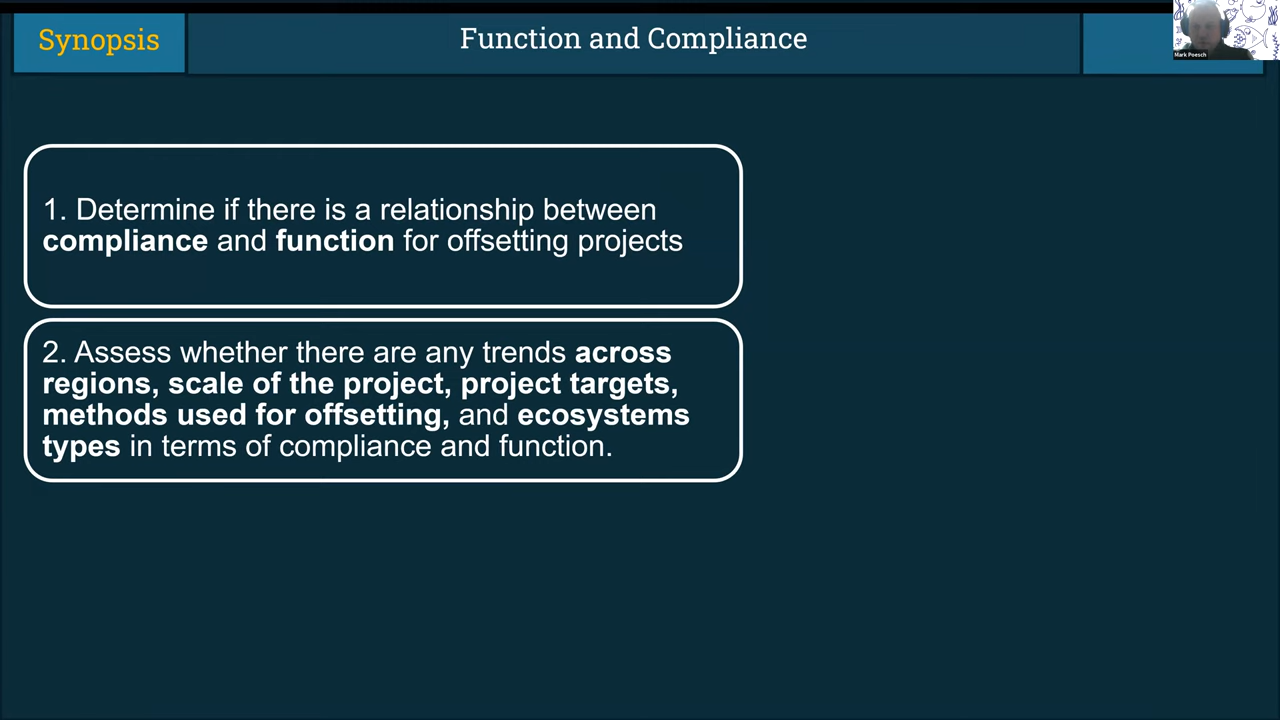 Synopsis
Function and Compliance
Mark Poesch
1. Determine if there is a relationship between
compliance and function for offsetting projects
2. Assess whether there are any trends across
regions, scale of the project, project targets,
methods used for offsetting, and ecosystems
types in terms of compliance and function.